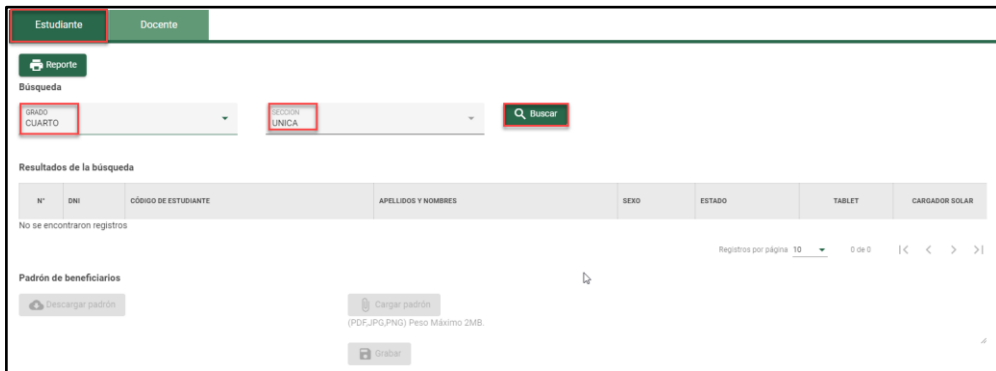 Estudiante Docente
Reporte
Búsqueda
GRADO SECCIÓN
CUARTO UNICA Buscar
Resultados de la búsqueda
N° DNI CÓDIGO DE ESTUDIANTE APELLIDOS Y NOMBRES SEXO ESTADO TABLET CARGADOR SOLAR
No se encontraron registros
Registros por página 10 0 de 0
Padrón de beneficiarios
Descargar padrón Cargar padrón
(PDF,JPG,PNG) Peso Máximo 2MB.
Grabar